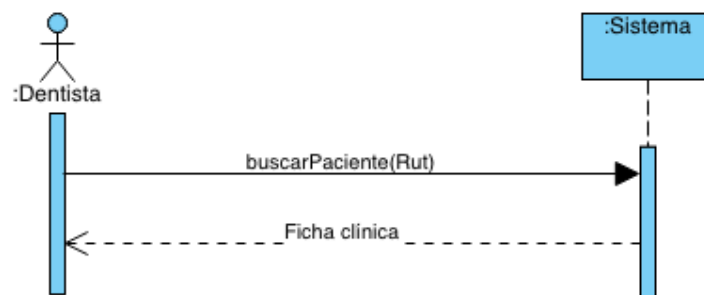 :Sistema
:Dentista
buscarPaciente(Rut)
Ficha clínica